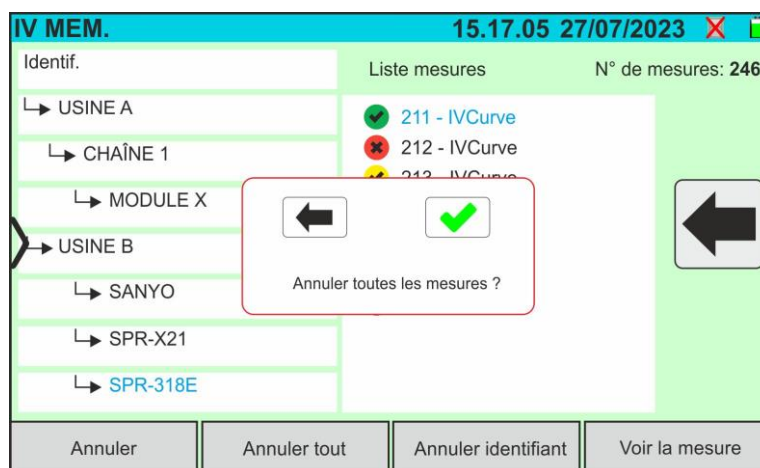 IV MEM. 15.17.05 27/07/2023
Identif.
Liste mesures N° de mesures: 246
USINE A
CHAÎNE 1
MODULE X
USINE B
SANYO
SPR-X21
SPR-318E
211 - IVCurve
212 - IVCurve
213 - IVCurve
Annuler toutes les mesures ?
Annuler Annuler tout Annuler identifiant Voir la mesure